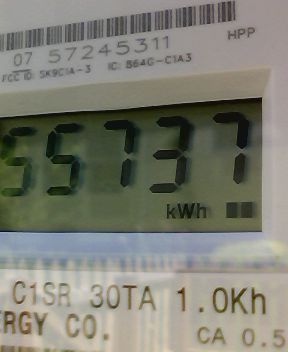 07 57245311
HPP
FCC ID: SK9C1A-3 IC: 864G-C1A3
55737
kWh
C1SR 30TA 1.0Kh
ERGY CO.
CA 0.5